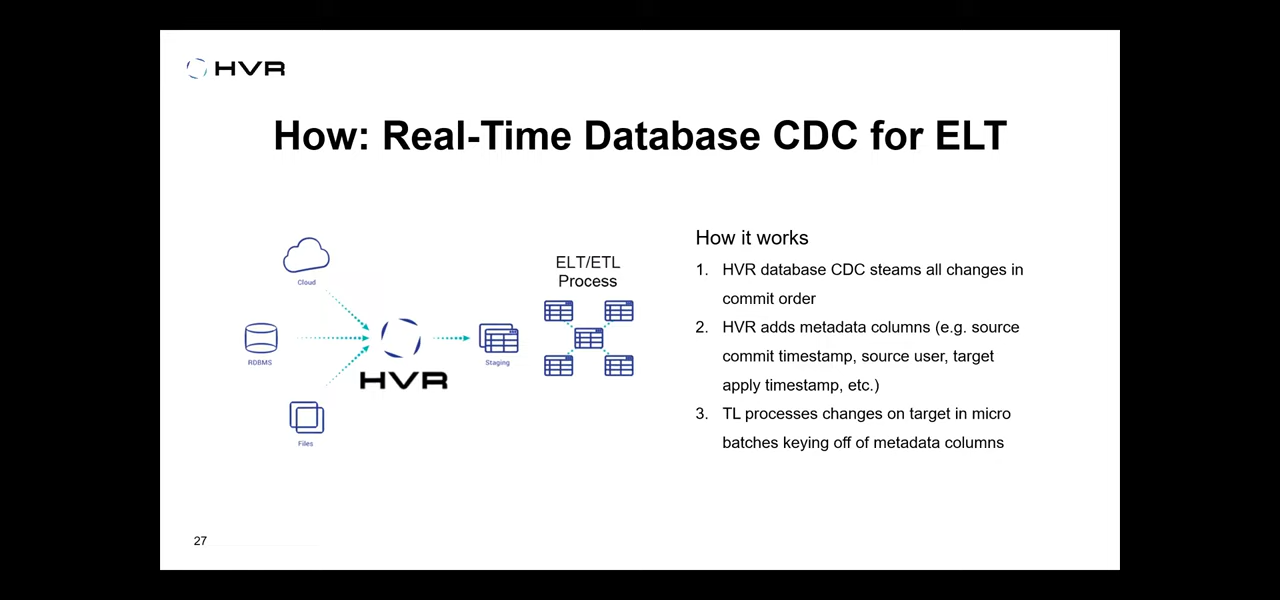 HVR
How: Real-Time Database CDC for ELT
Cloud
RDBMS
Files
HVR
Staging
ELT/ETL
Process
How it works
1. HVR database CDC steams all changes in
commit order
2. HVR adds metadata columns (e.g. source
commit timestamp, source user, target
apply timestamp, etc.)
3. TL processes changes on target in micro
batches keying off of metadata columns
27